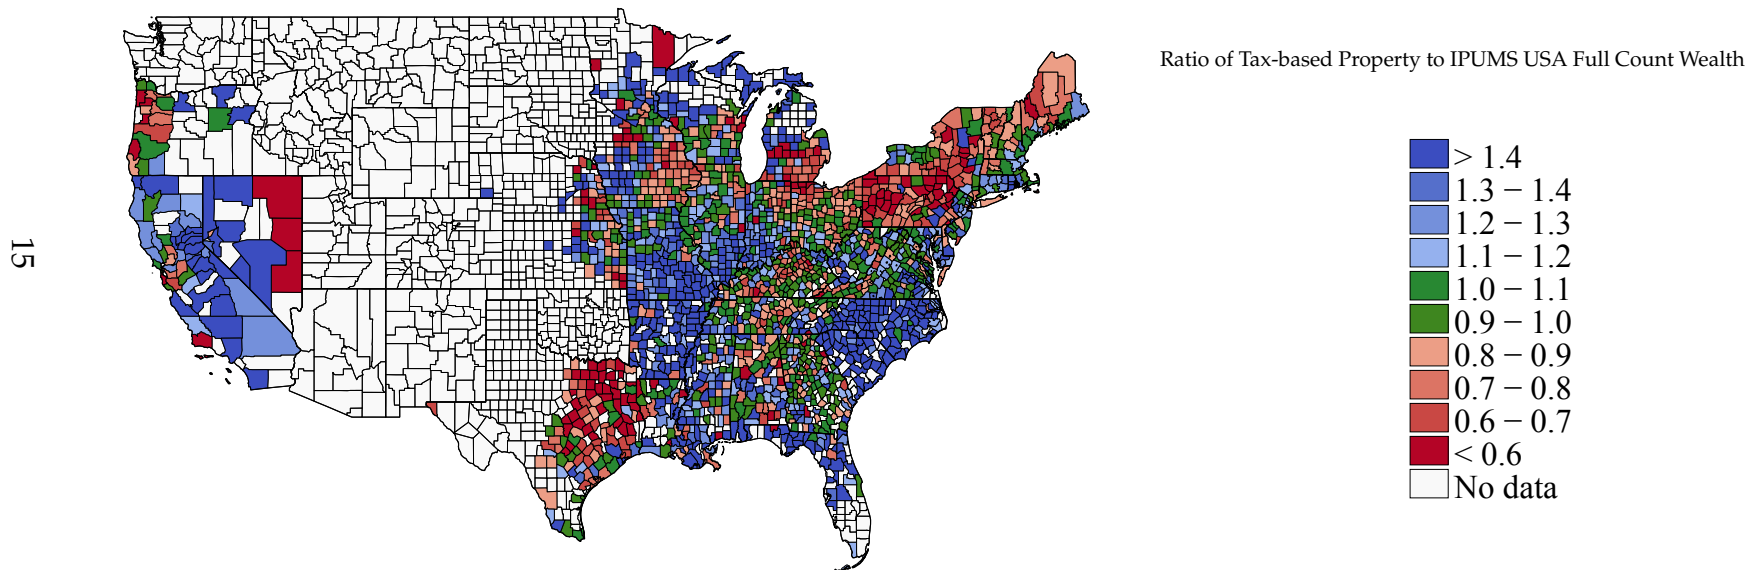 Ratio of Tax-based Property to IPUMS USA Full Count Wealth
> 1.4
1.3 − 1.4
1.2 − 1.3
1.1 − 1.2
1.0 − 1.1
0.9 − 1.0
0.8 − 0.9
0.7 − 0.8
0.6 − 0.7
< 0.6
No data
15